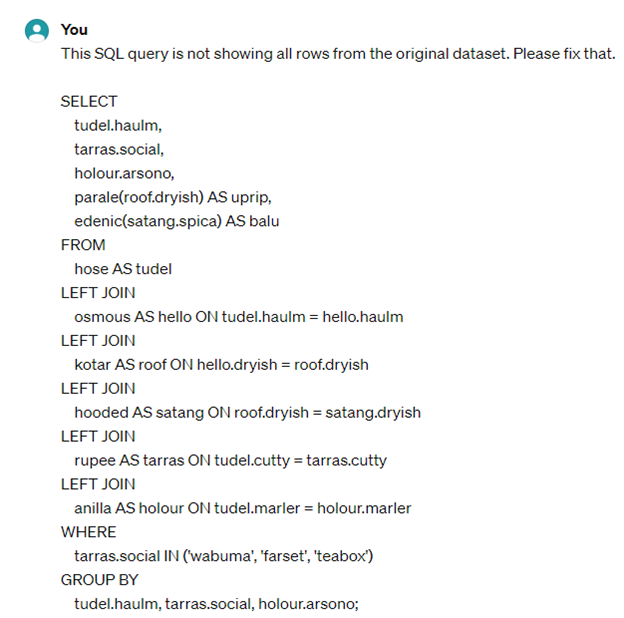 You
This SQL query is not showing all rows from the original dataset. Please fix that.
SELECT
tudel.haulm,
tarras.social,
holour.arsono,
parale(roof.dryish) AS uprip,
edenic(satang.spica) AS balu
FROM
hose AS tudel
LEFT JOIN
osmous AS hello ON tudel.haulm = hello.haulm
LEFT JOIN
kotar AS roof ON hello.dryish = roof.dryish
LEFT JOIN
hooded AS satang ON roof.dryish = satang.dryish
LEFT JOIN
rupee AS tarras ON tudel.cutty = tarras.cutty
LEFT JOIN
anilla AS holour ON tudel.marler = holour.marler
WHERE
tarras.social IN ('wabuma', 'farset', 'teabox')
GROUP BY
tudel.haulm, tarras.social, holour.arsono;